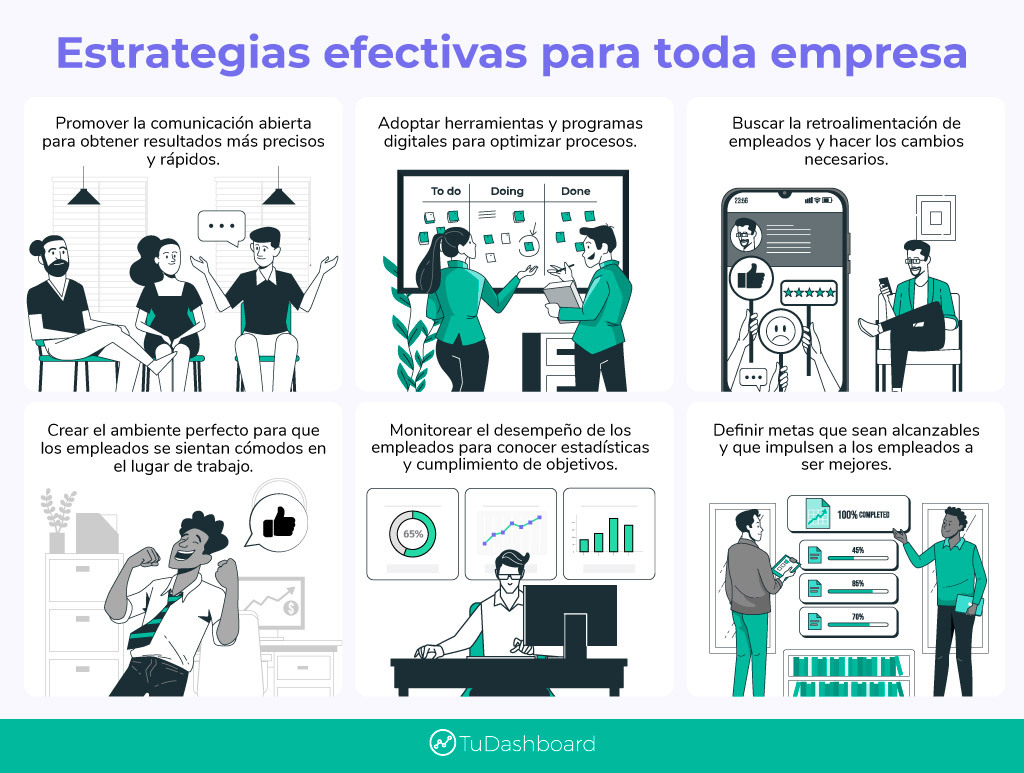 Estrategias efectivas para toda empresa
Promover la comunicación abierta
para obtener resultados más precisos
y rápidos.
Adoptar herramientas y programas
digitales para optimizar procesos.
To do
Doing
Done
Buscar la retroalimentación de
empleados y hacer los cambios
necesarios.
23:56
Crear el ambiente perfecto para que
los empleados se sientan cómodos en
el lugar de trabajo.
$
Monitorear el desempeño de los
empleados para conocer estadísticas
y cumplimiento de objetivos.
65%
Definir metas que sean alcanzables
y que impulsen a los empleados a
ser mejores.
100% COMPLETED
45%
85%
70%
TuDashboard